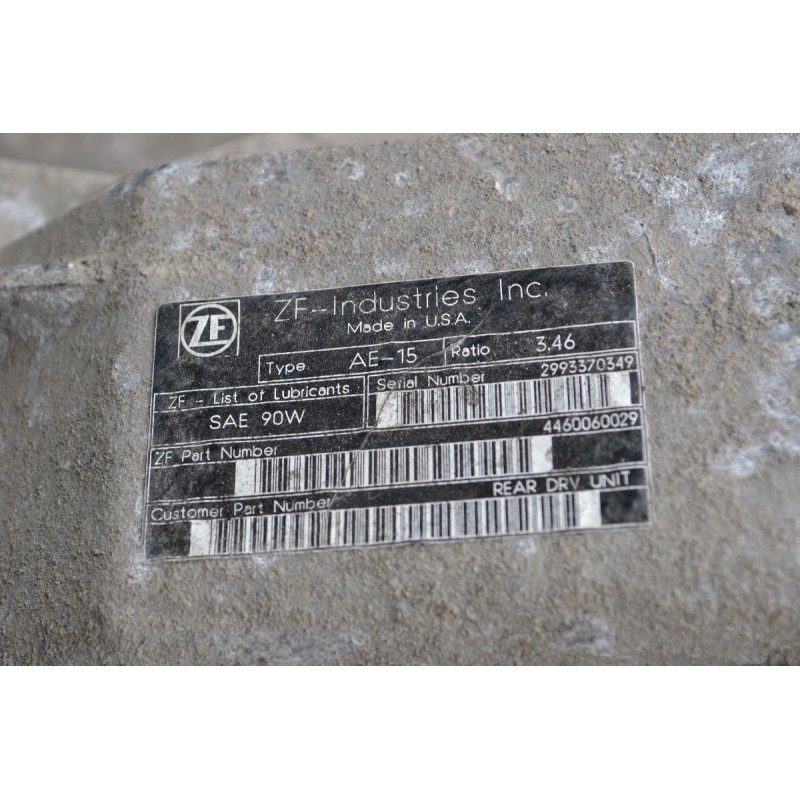 ZF
ZF-Industries Inc.
Made in U.S.A.
Type AE-15 Ratio 3.46
ZF - List of Lubricants Serial Number 2993370349
SAE 90W
ZF Part Number 4460060029
Customer Part Number REAR DRV UNIT